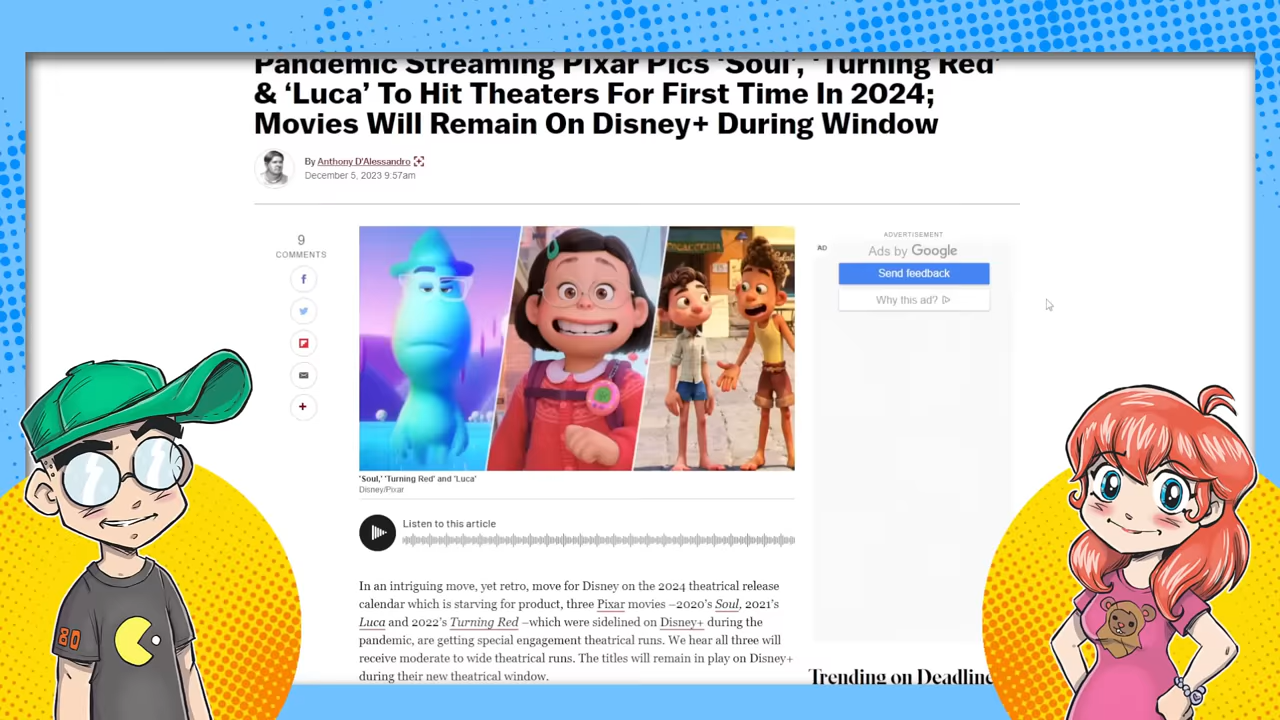 Pandemic Streaming Pixar Pics ‘Soul’, ‘Turning Red’
& ‘Luca’ To Hit Theaters For First Time In 2024;
Movies Will Remain On Disney+ During Window
By Anthony D'Alessandro
December 5, 2023 9:57am
9
COMMENTS
ADVERTISEMENT
AD
Ads by Google
Send feedback
Why this ad?
'Soul,' 'Turning Red' and 'Luca'
Disney/Pixar
Listen to this article
In an intriguing move, yet retro, move for Disney on the 2024 theatrical release
calendar which is starving for product, three Pixar movies –2020’s Soul, 2021’s
Luca and 2022’s Turning Red –which were sidelined on Disney+ during the
pandemic, are getting special engagement theatrical runs. We hear all three will
receive moderate to wide theatrical runs. The titles will remain in play on Disney+
during their new theatrical window.
Trending on Deadline
80